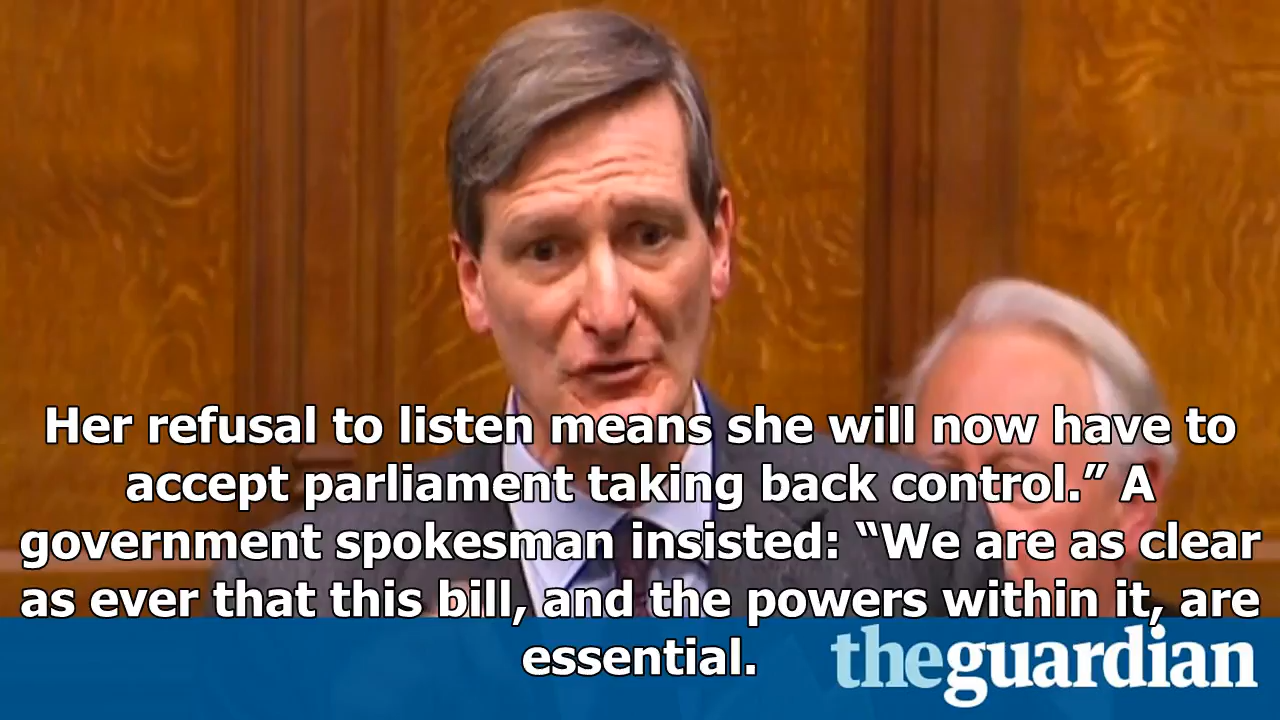 Her refusal to listen means she will now have to
accept parliament taking back control.” A
government spokesman insisted: “We are as clear
as ever that this bill, and the powers within it, are
essential.
theguardian